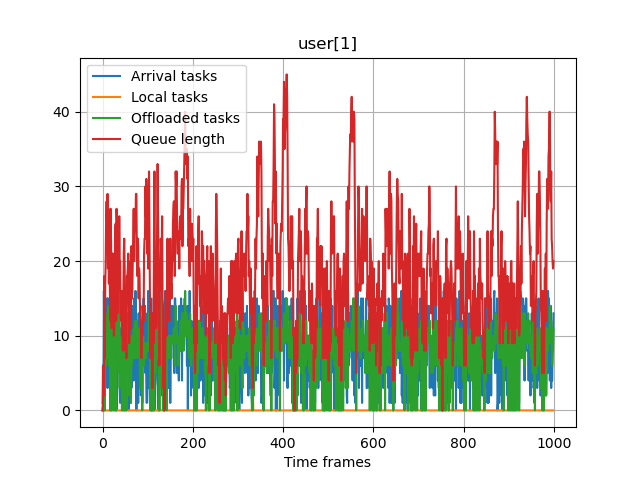 user[1]
Arrival tasks
Local tasks
Offloaded tasks
Queue length
40
30
20
10
0
0 200 400 600 800 1000
Time frames